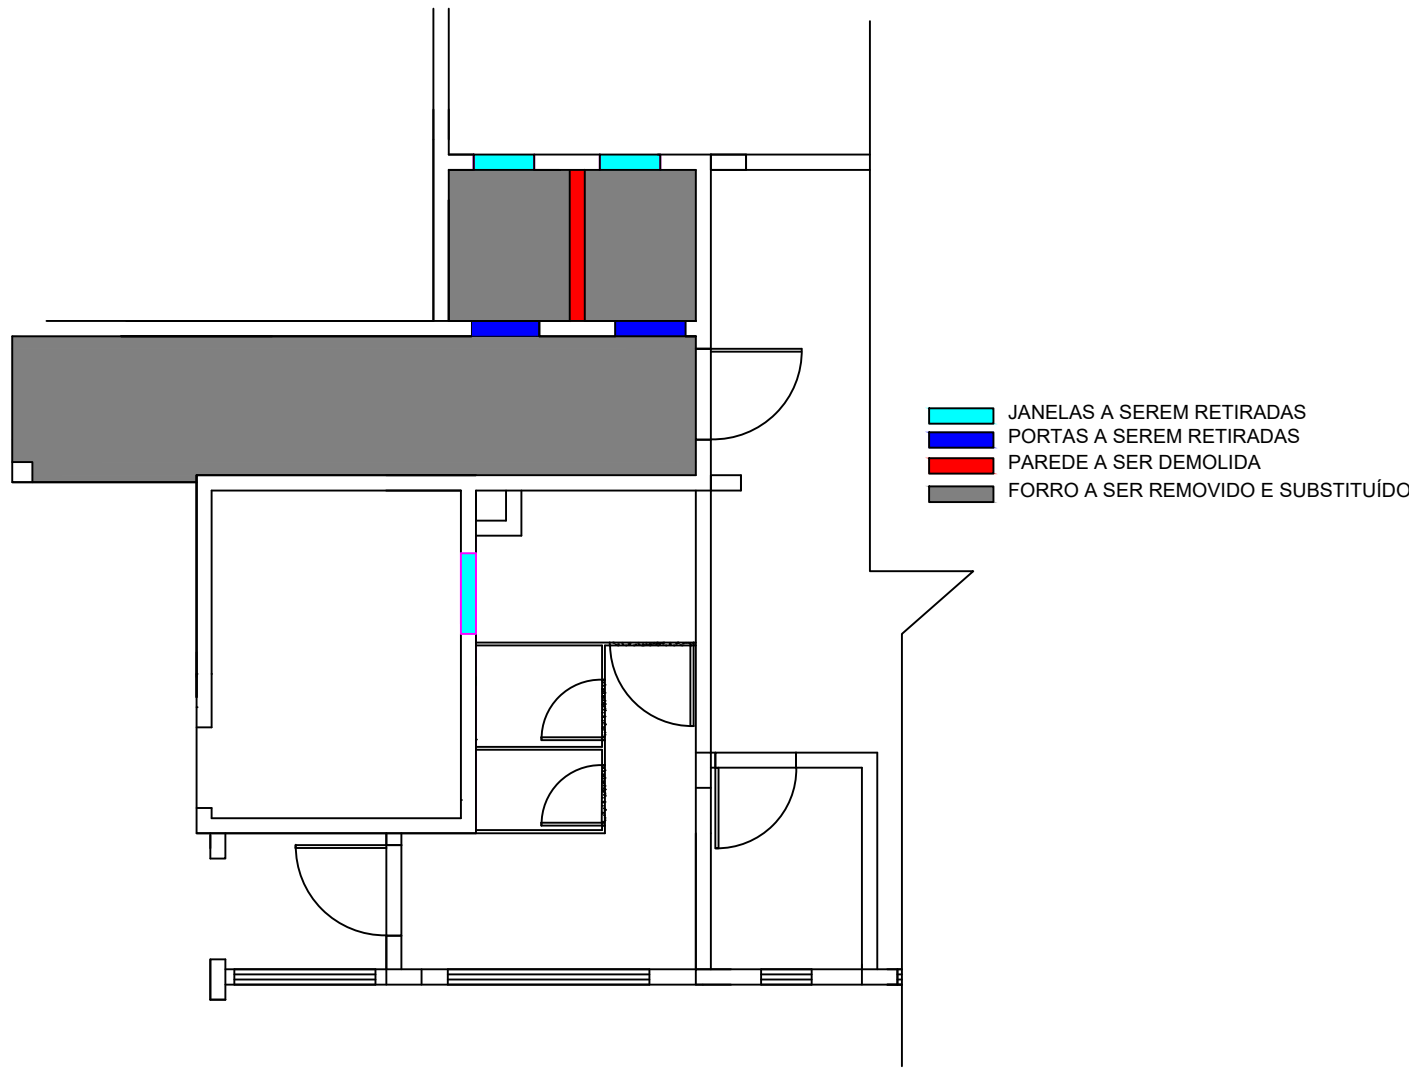 JANELAS A SEREM RETIRADAS
PORTAS A SEREM RETIRADAS
PAREDE A SER DEMOLIDA
FORRO A SER REMOVIDO E SUBSTITUÍDO